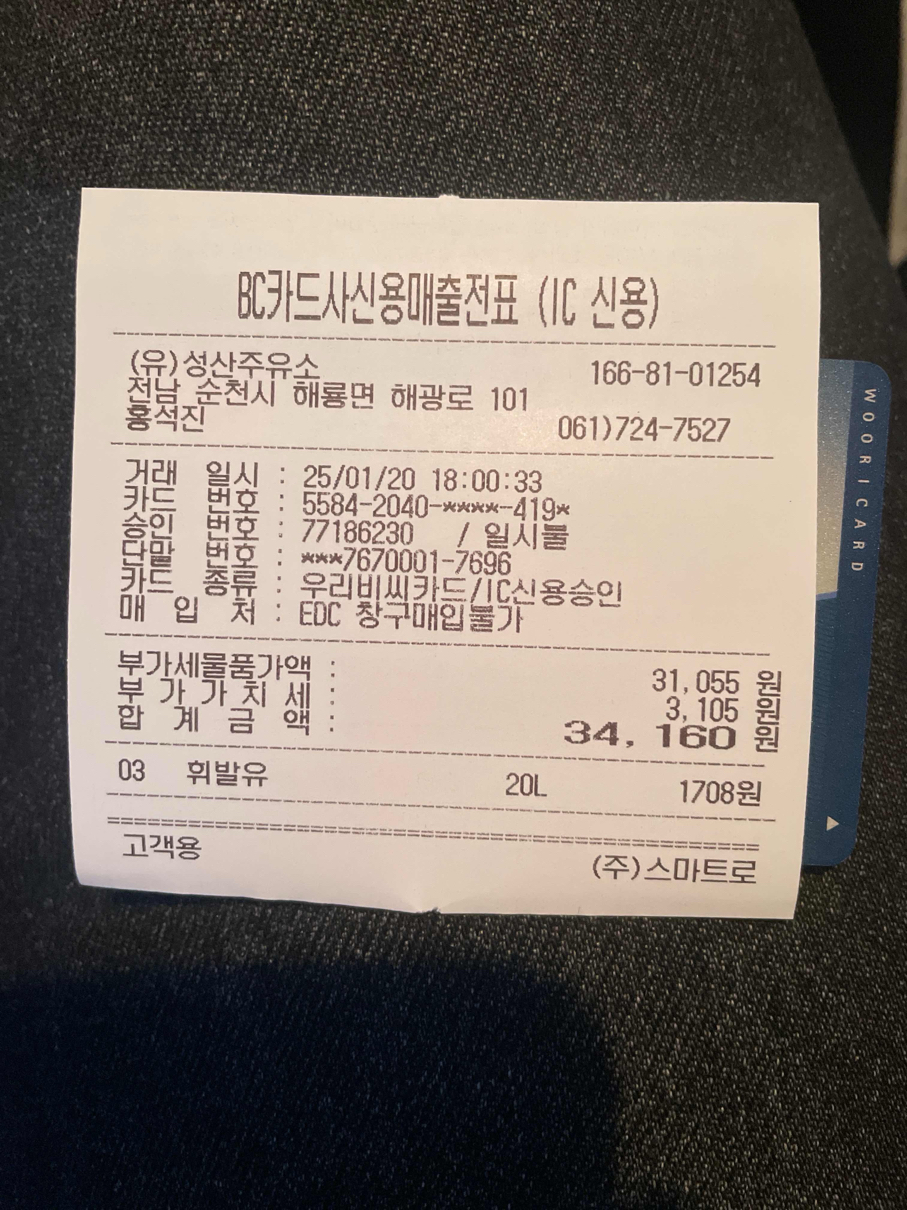 BC카드사신용매출전표 (IC 신용)
(유)성산주유소 166-81-01254
전남 순천시 해룡면 해광로 101
홍석진 061)724-7527
거래 일시 : 25/01/20 18:00:33
카드 번호 : 5584-2040-****-419*
승인 번호 : 77186230 / 일시불
단말 번호 : ***7670001-7696
카드 종류 : 우리비씨카드/IC신용승인
매 입 처 : EDC 창구매입불가
부가세물품가액 : 31,055 원
부 가 가 치 세 : 3,105 원
합 계 금 액 : 34,160 원
03 휘발유 20L 1708원
고객용 (주)스마트로
WOORI CARD